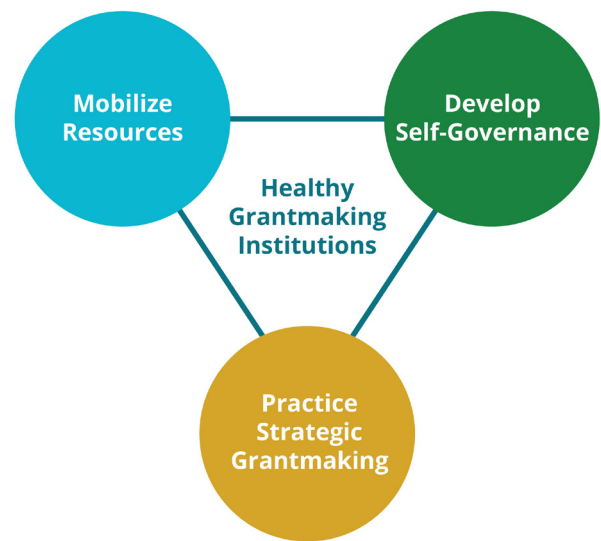 Mobilize
Resources
Develop
Self-Governance
Healthy
Grantmaking
Institutions
Practice
Strategic
Grantmaking